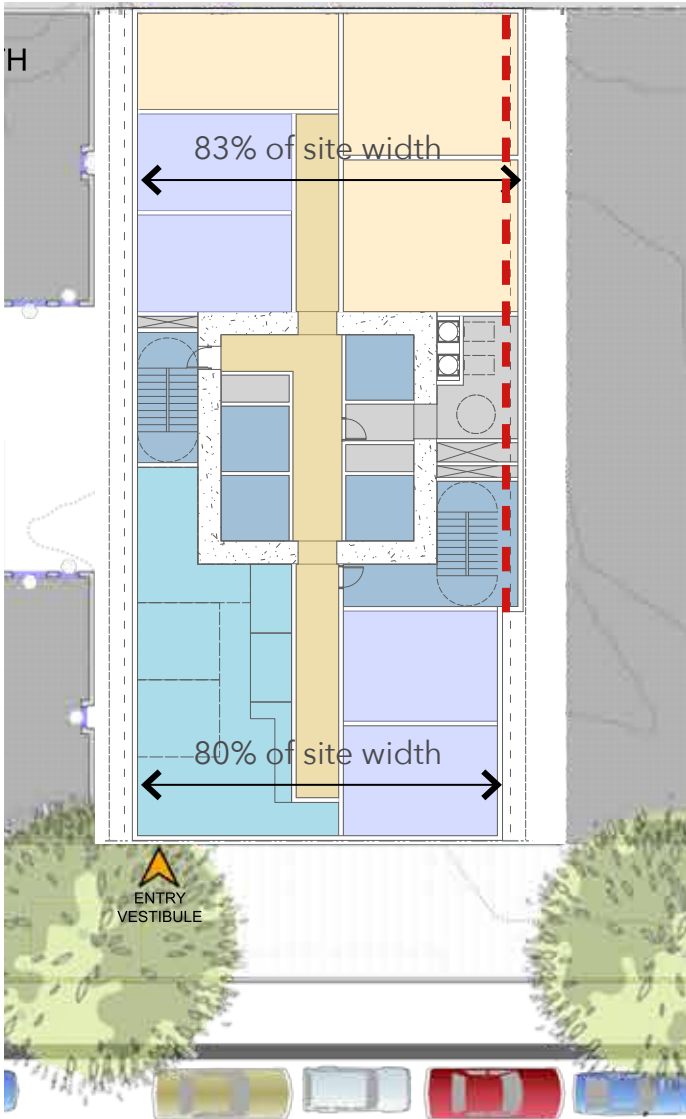 TH
83% of site width
80% of site width
ENTRY
VESTIBULE